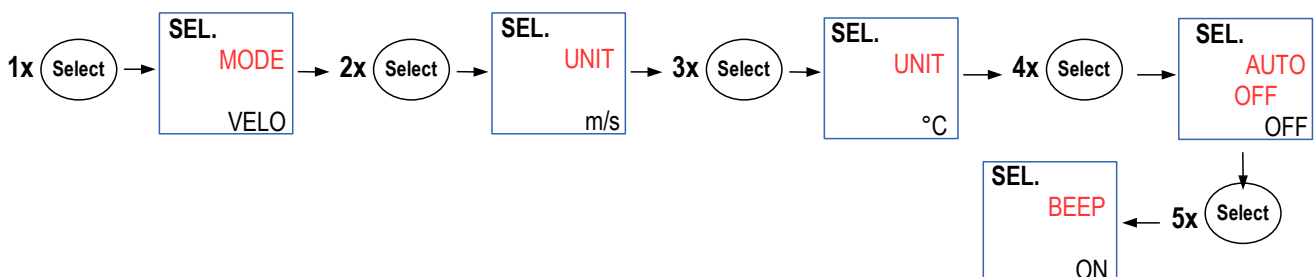 1x Select
SEL.
MODE
VELO
2x Select
SEL.
UNIT
m/s
3x Select
SEL.
UNIT
°C
4x Select
SEL.
AUTO
OFF
OFF
5x Select
SEL.
BEEP
ON